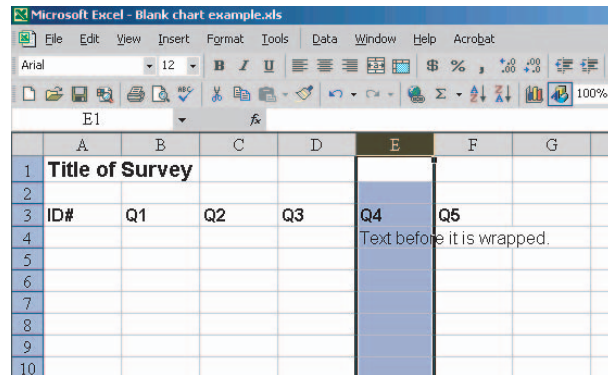 Microsoft Excel - Blank chart example.xls
File Edit View Insert Format Tools Data Window Help Acrobat
Arial 12 B I U $ % ,
100%
E1 fx
A B C D E F G
1 Title of Survey
2
3 ID# Q1 Q2 Q3 Q4 Q5
4 Text before it is wrapped.
5
6
7
8
9
10